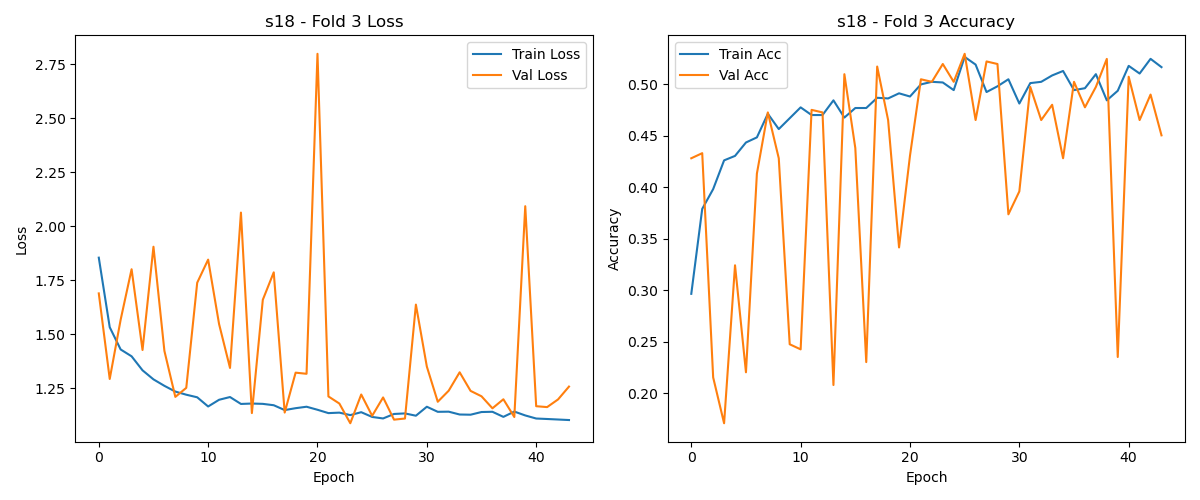 s18 - Fold 3 Loss
Train Loss
Val Loss
2.75
2.50
2.25
2.00
1.75
1.50
1.25
Loss
0 10 20 30 40
Epoch
s18 - Fold 3 Accuracy
Train Acc
Val Acc
0.50
0.45
0.40
0.35
0.30
0.25
0.20
Accuracy
0 10 20 30 40
Epoch